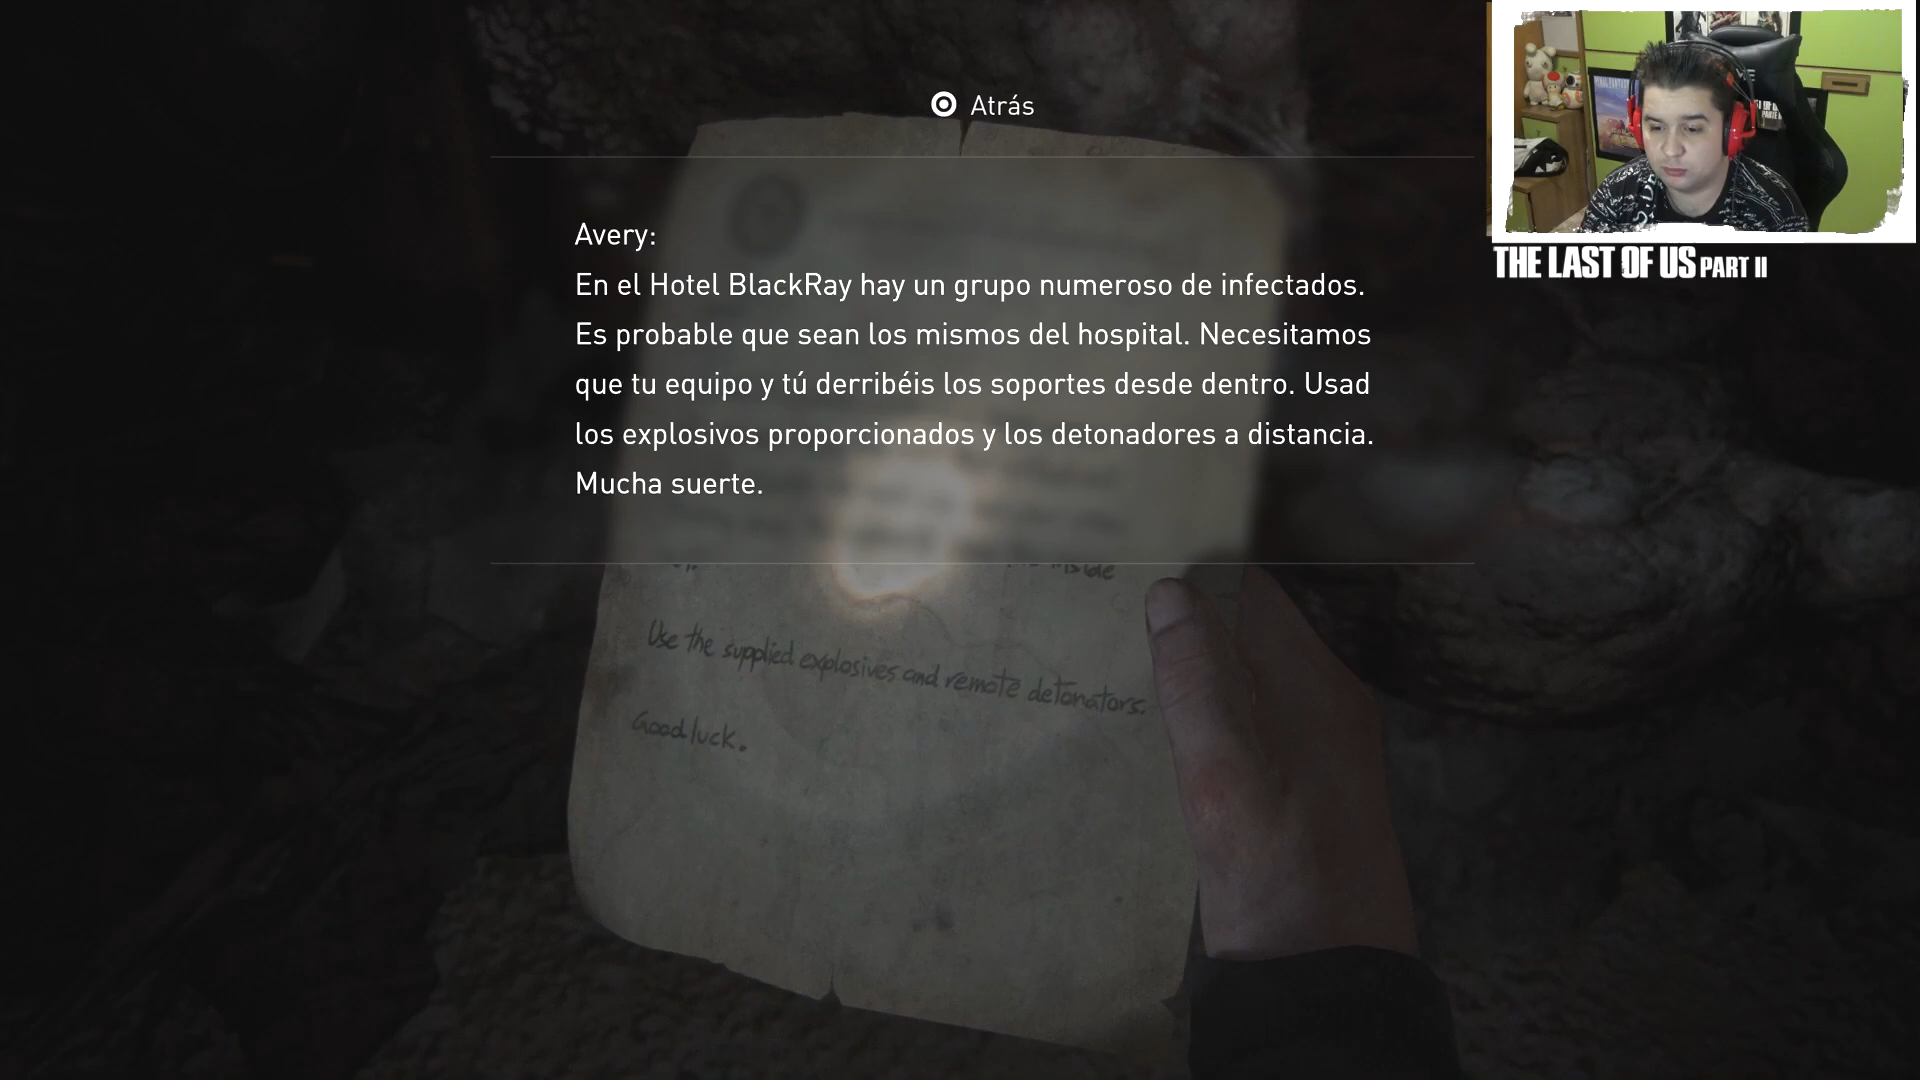 Atrás
Avery:
En el Hotel BlackRay hay un grupo numeroso de infectados.
Es probable que sean los mismos del hospital. Necesitamos
que tu equipo y tú derribéis los soportes desde dentro. Usad
los explosivos proporcionados y los detonadores a distancia.
Mucha suerte.
inside
Use the supplied explosives and remote detonators.
Good luck.
THE LAST OF US PART II